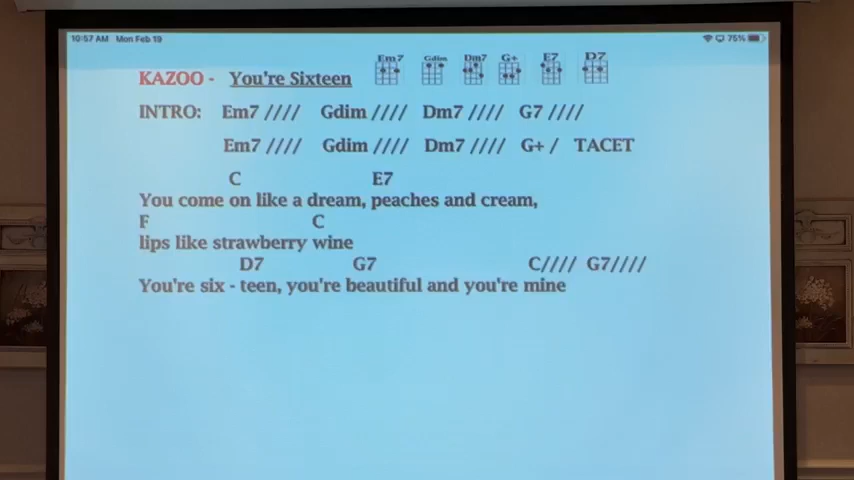 10:57 AM Mon Feb 19 75%
Em7 Gdim Dm7 G+ E7 D7
KAZOO - You're Sixteen
INTRO: Em7 //// Gdim //// Dm7 //// G7 ////
Em7 //// Gdim //// Dm7 //// G+ / TACET
C E7
You come on like a dream, peaches and cream,
F C
lips like strawberry wine
D7 G7 C//// G7////
You're six - teen, you're beautiful and you're mine